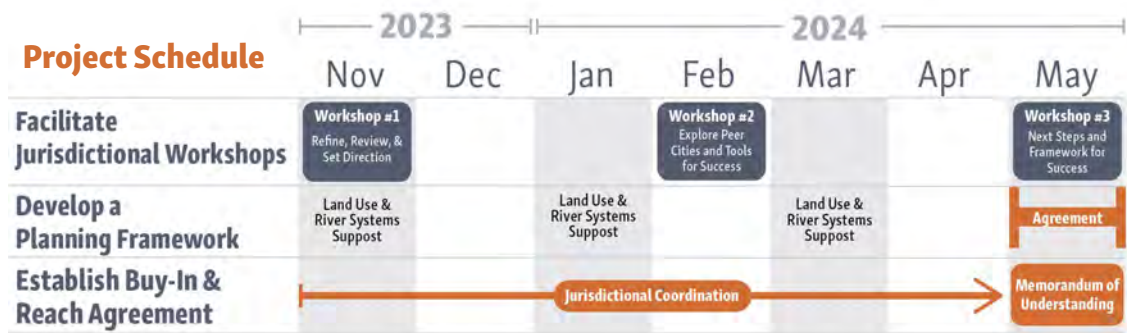 2023
2024
Project Schedule
Nov
Dec
Jan
Feb
Mar
Apr
May
Facilitate
Jurisdictional Workshops
Workshop #1
Refine, Review, &
Set Direction
Workshop #2
Explore Peer
Cities and Tools
for Success
Workshop #3
Next Steps and
Framework for
Success
Develop a
Planning Framework
Land Use &
River Systems
Suppost
Land Use &
River Systems
Suppost
Land Use &
River Systems
Suppost
Agreement
Establish Buy-In &
Reach Agreement
Jurisdictional Coordination
Memorandum of
Understanding